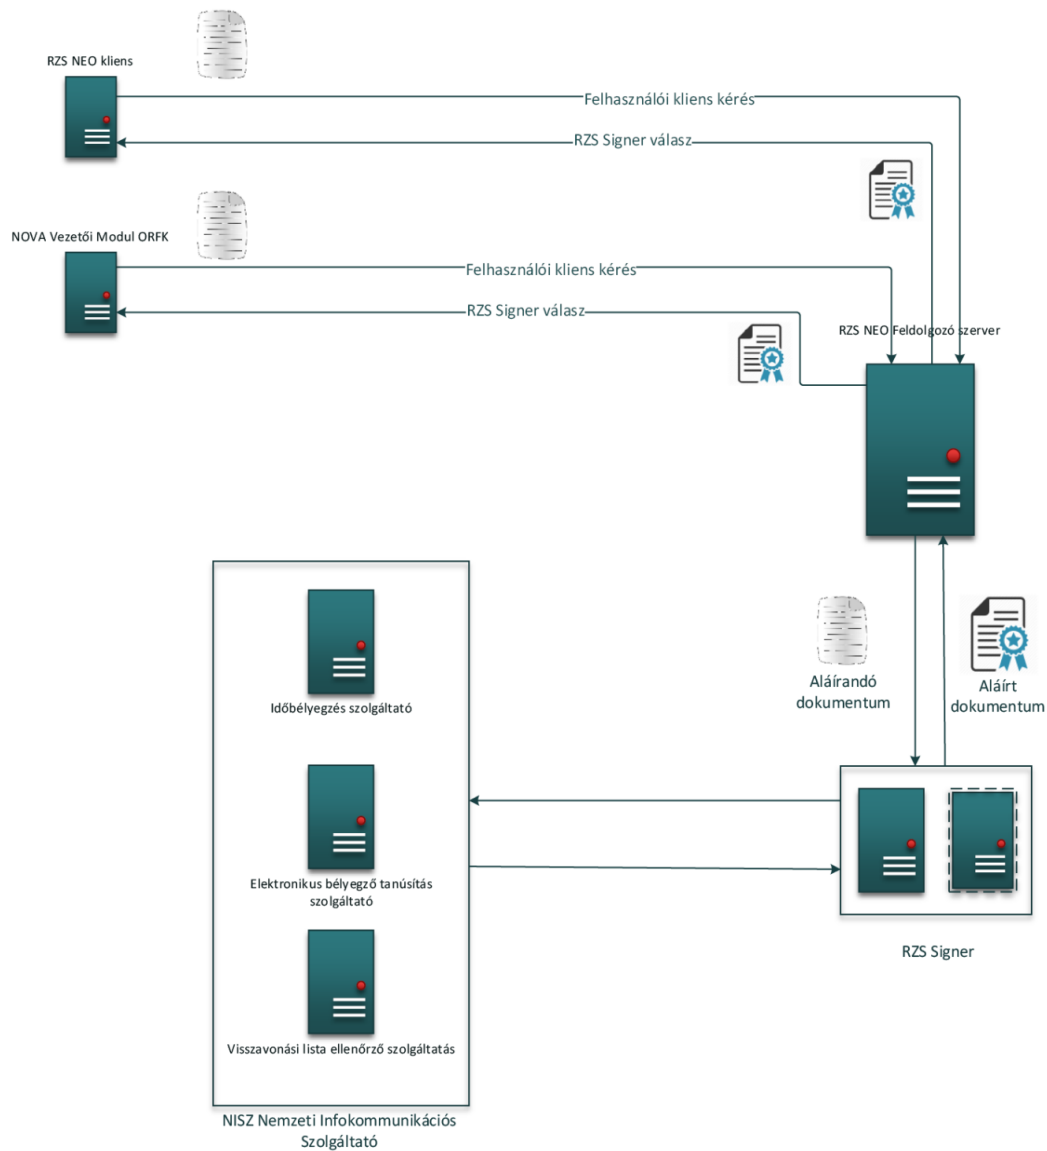 RZS NEO kliens
Felhasználói kliens kérés
RZS Signer válasz
NOVA Vezetői Modul ORFK
Felhasználói kliens kérés
RZS Signer válasz
RZS NEO Feldolgozó szerver
Aláírandó
dokumentum
Aláírt
dokumentum
Időbélyegzés szolgáltató
Elektronikus bélyegző tanúsítás
szolgáltató
RZS Signer
Visszavonási lista ellenőrző szolgáltatás
NISZ Nemzeti Infokommunikációs
Szolgáltató